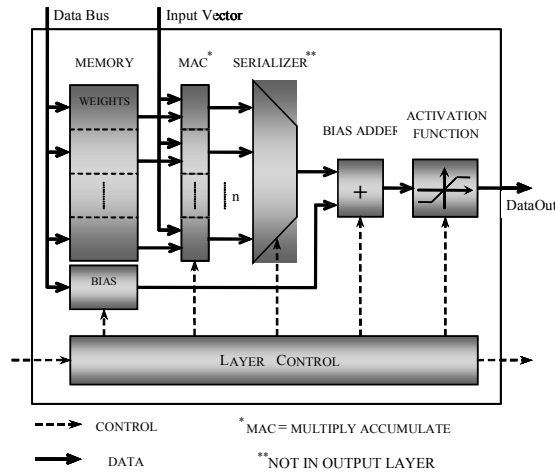 Data Bus
Input Vector
MEMORY
MAC*
SERIALIZER**
WEIGHTS
BIAS ADDER
ACTIVATION
FUNCTION
n
+
DataOut
BIAS
LAYER CONTROL
CONTROL
*MAC = MULTIPLY ACCUMULATE
DATA
**NOT IN OUTPUT LAYER